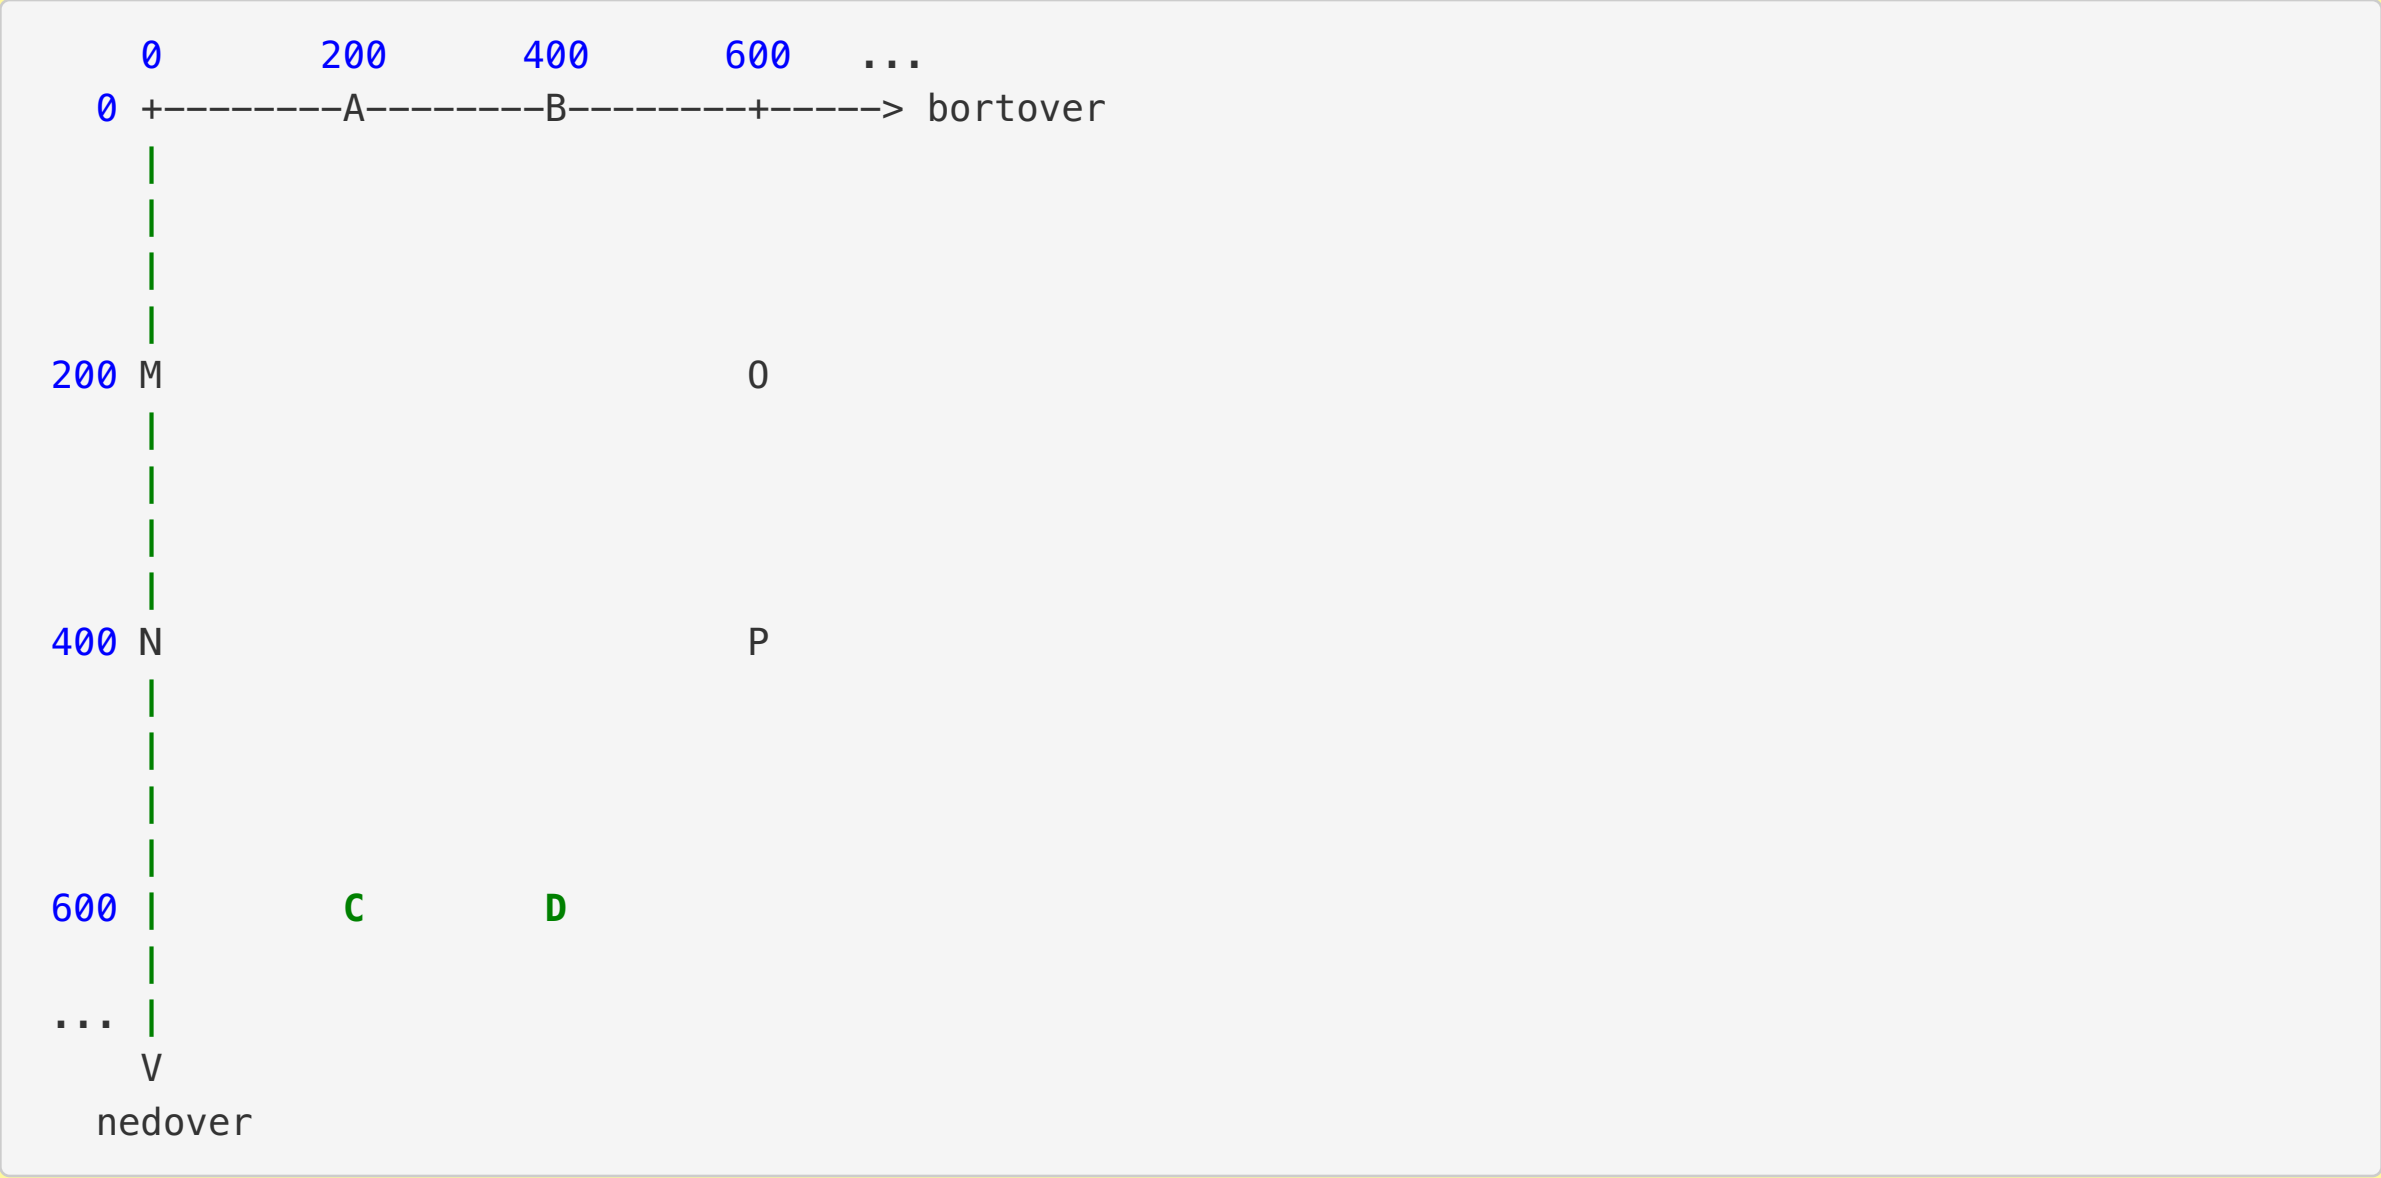 0       200      400      600   ...
0 +--------A--------B--------+-----> bortover
|
|
|
|
200 M                          O
|
|
|
|
400 N                          P
|
|
|
|
600 |        C        D
|
... |
V
nedover